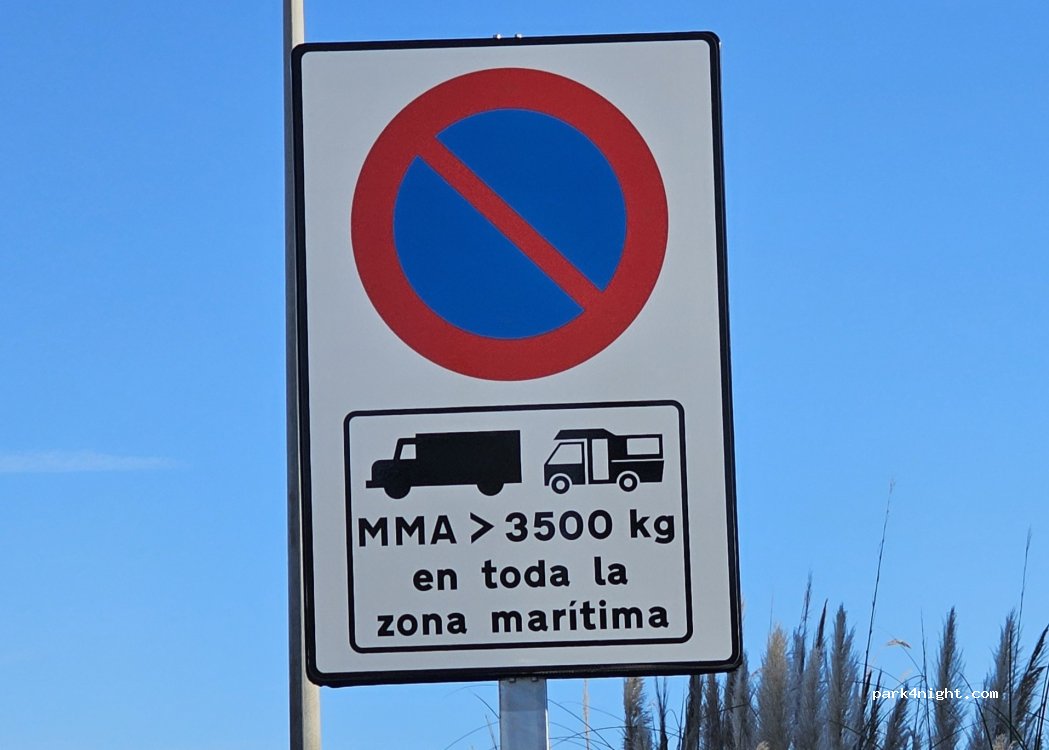 MMA > 3500 kg
en toda la
zona marítima
park4night.com